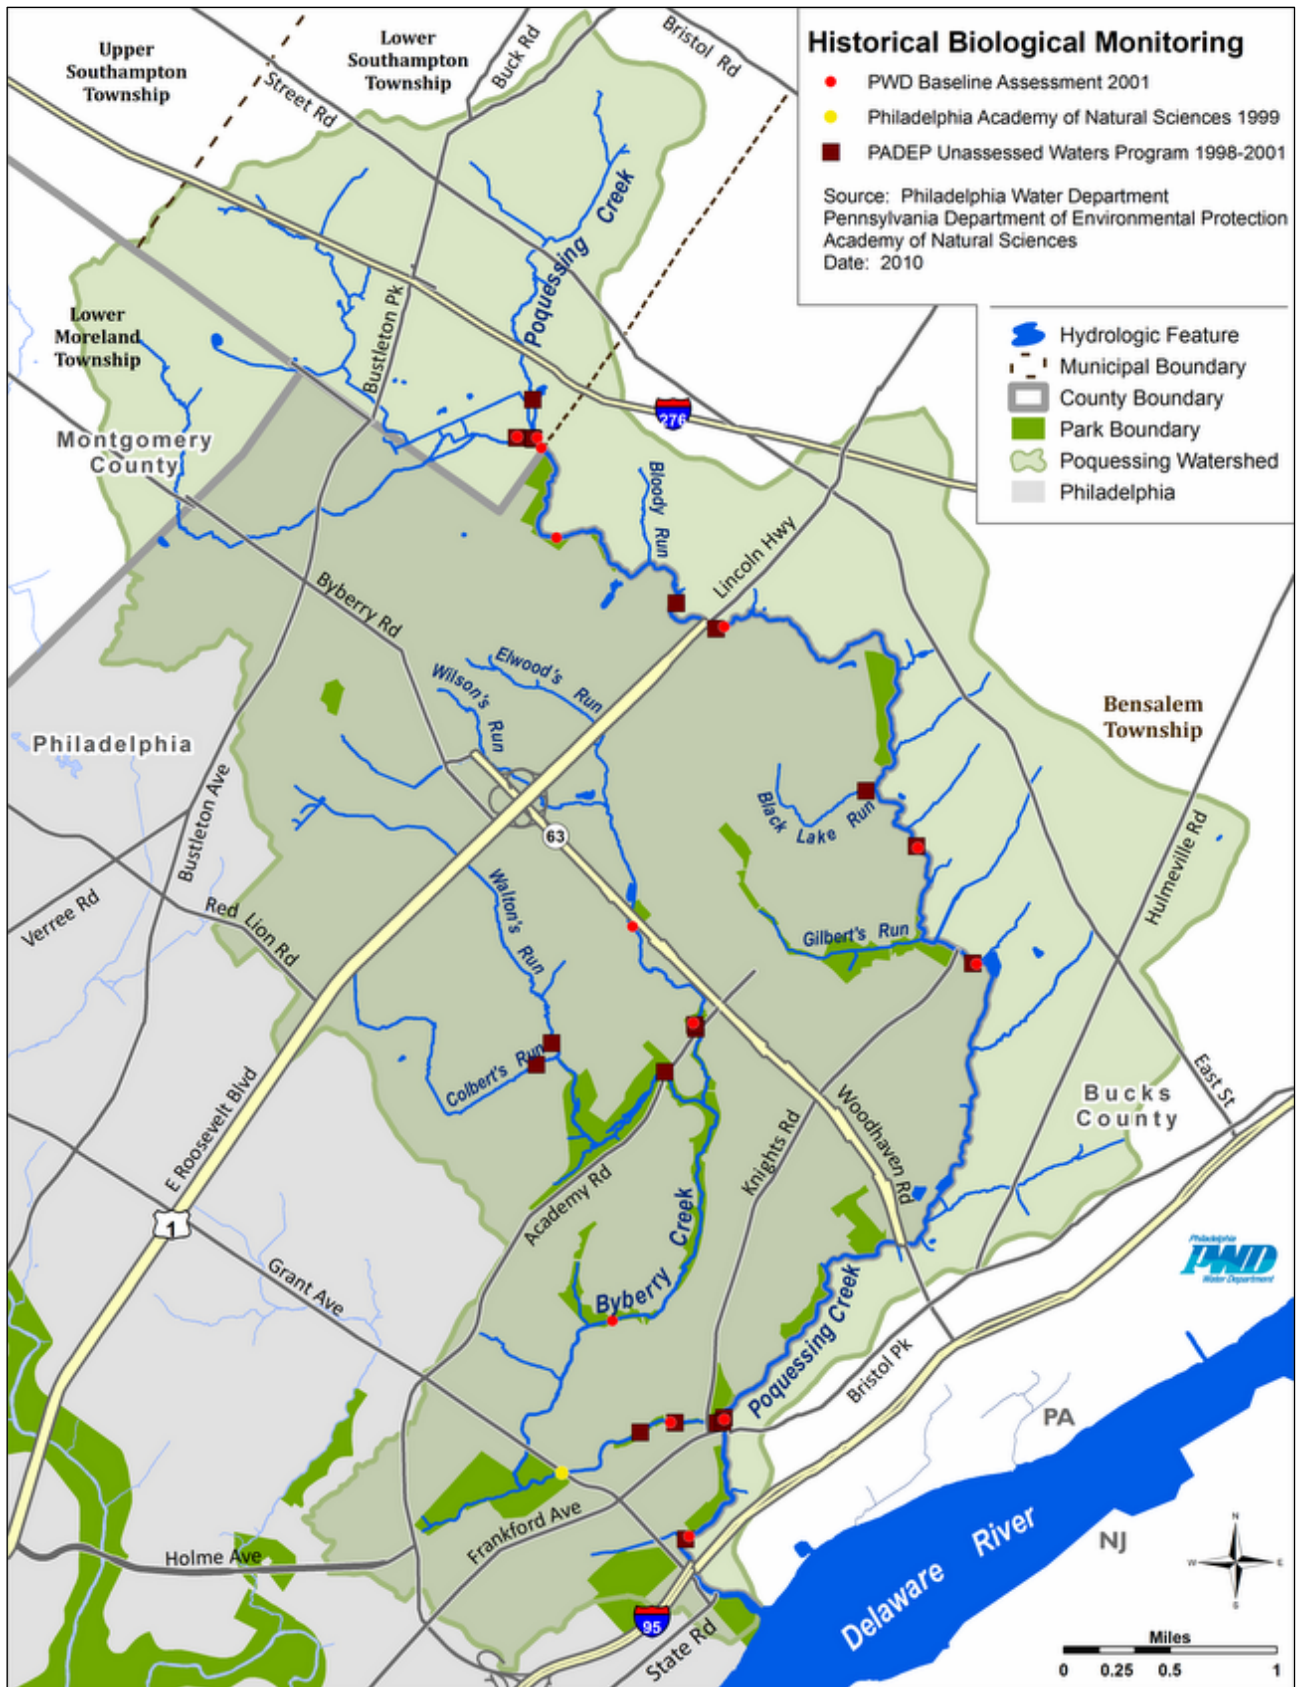 Historical Biological Monitoring
PWD Baseline Assessment 2001
Philadelphia Academy of Natural Sciences 1999
PADEP Unassessed Waters Program 1998-2001
Source: Philadelphia Water Department
Pennsylvania Department of Environmental Protection
Academy of Natural Sciences
Date: 2010
Hydrologic Feature
Municipal Boundary
County Boundary
Park Boundary
Poquessing Watershed
Philadelphia
Upper
Southampton
Township
Lower
Southampton
Township
Buck Rd
Bristol Rd
Street Rd
Poquessing Creek
Bustleton Pk
Lower
Moreland
Township
276
Montgomery
County
Bloody Run
Lincoln Hwy
Byberry Rd
Elwood's Run
Wilson's Run
Bensalem
Township
Philadelphia
Bustleton Ave
Black Lake Run
63
Hulmeville Rd
Verree Rd
Red Lion Rd
Walton's Run
Gilbert's Run
Colbert's Run
East St
Bucks
County
E Roosevelt Blvd
Woodhaven Rd
Knights Rd
Academy Rd
1
Byberry Creek
Philadelphia
PWD
Water Department
Grant Ave
Poquessing Creek
Bristol Pk
PA
Frankford Ave
Holme Ave
NJ
Delaware River
95
State Rd
N
W E
S
Miles
0 0.25 0.5 1